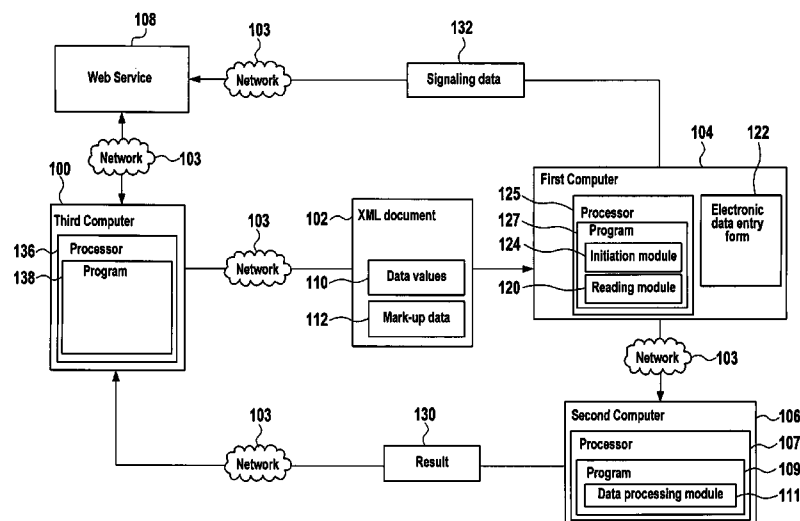 108
103
132
Web Service
Network
Signaling data
Network
103
100
104
122
First Computer
Third Computer
102
XML document
125
Processor
127
Program
124
Initiation module
120
Reading module
Electronic
data entry
form
136
Processor
138
Program
103
Network
110
Data values
112
Mark-up data
Network
103
103
130
Second Computer
106
Processor
107
Network
Result
Program
109
Data processing module
111